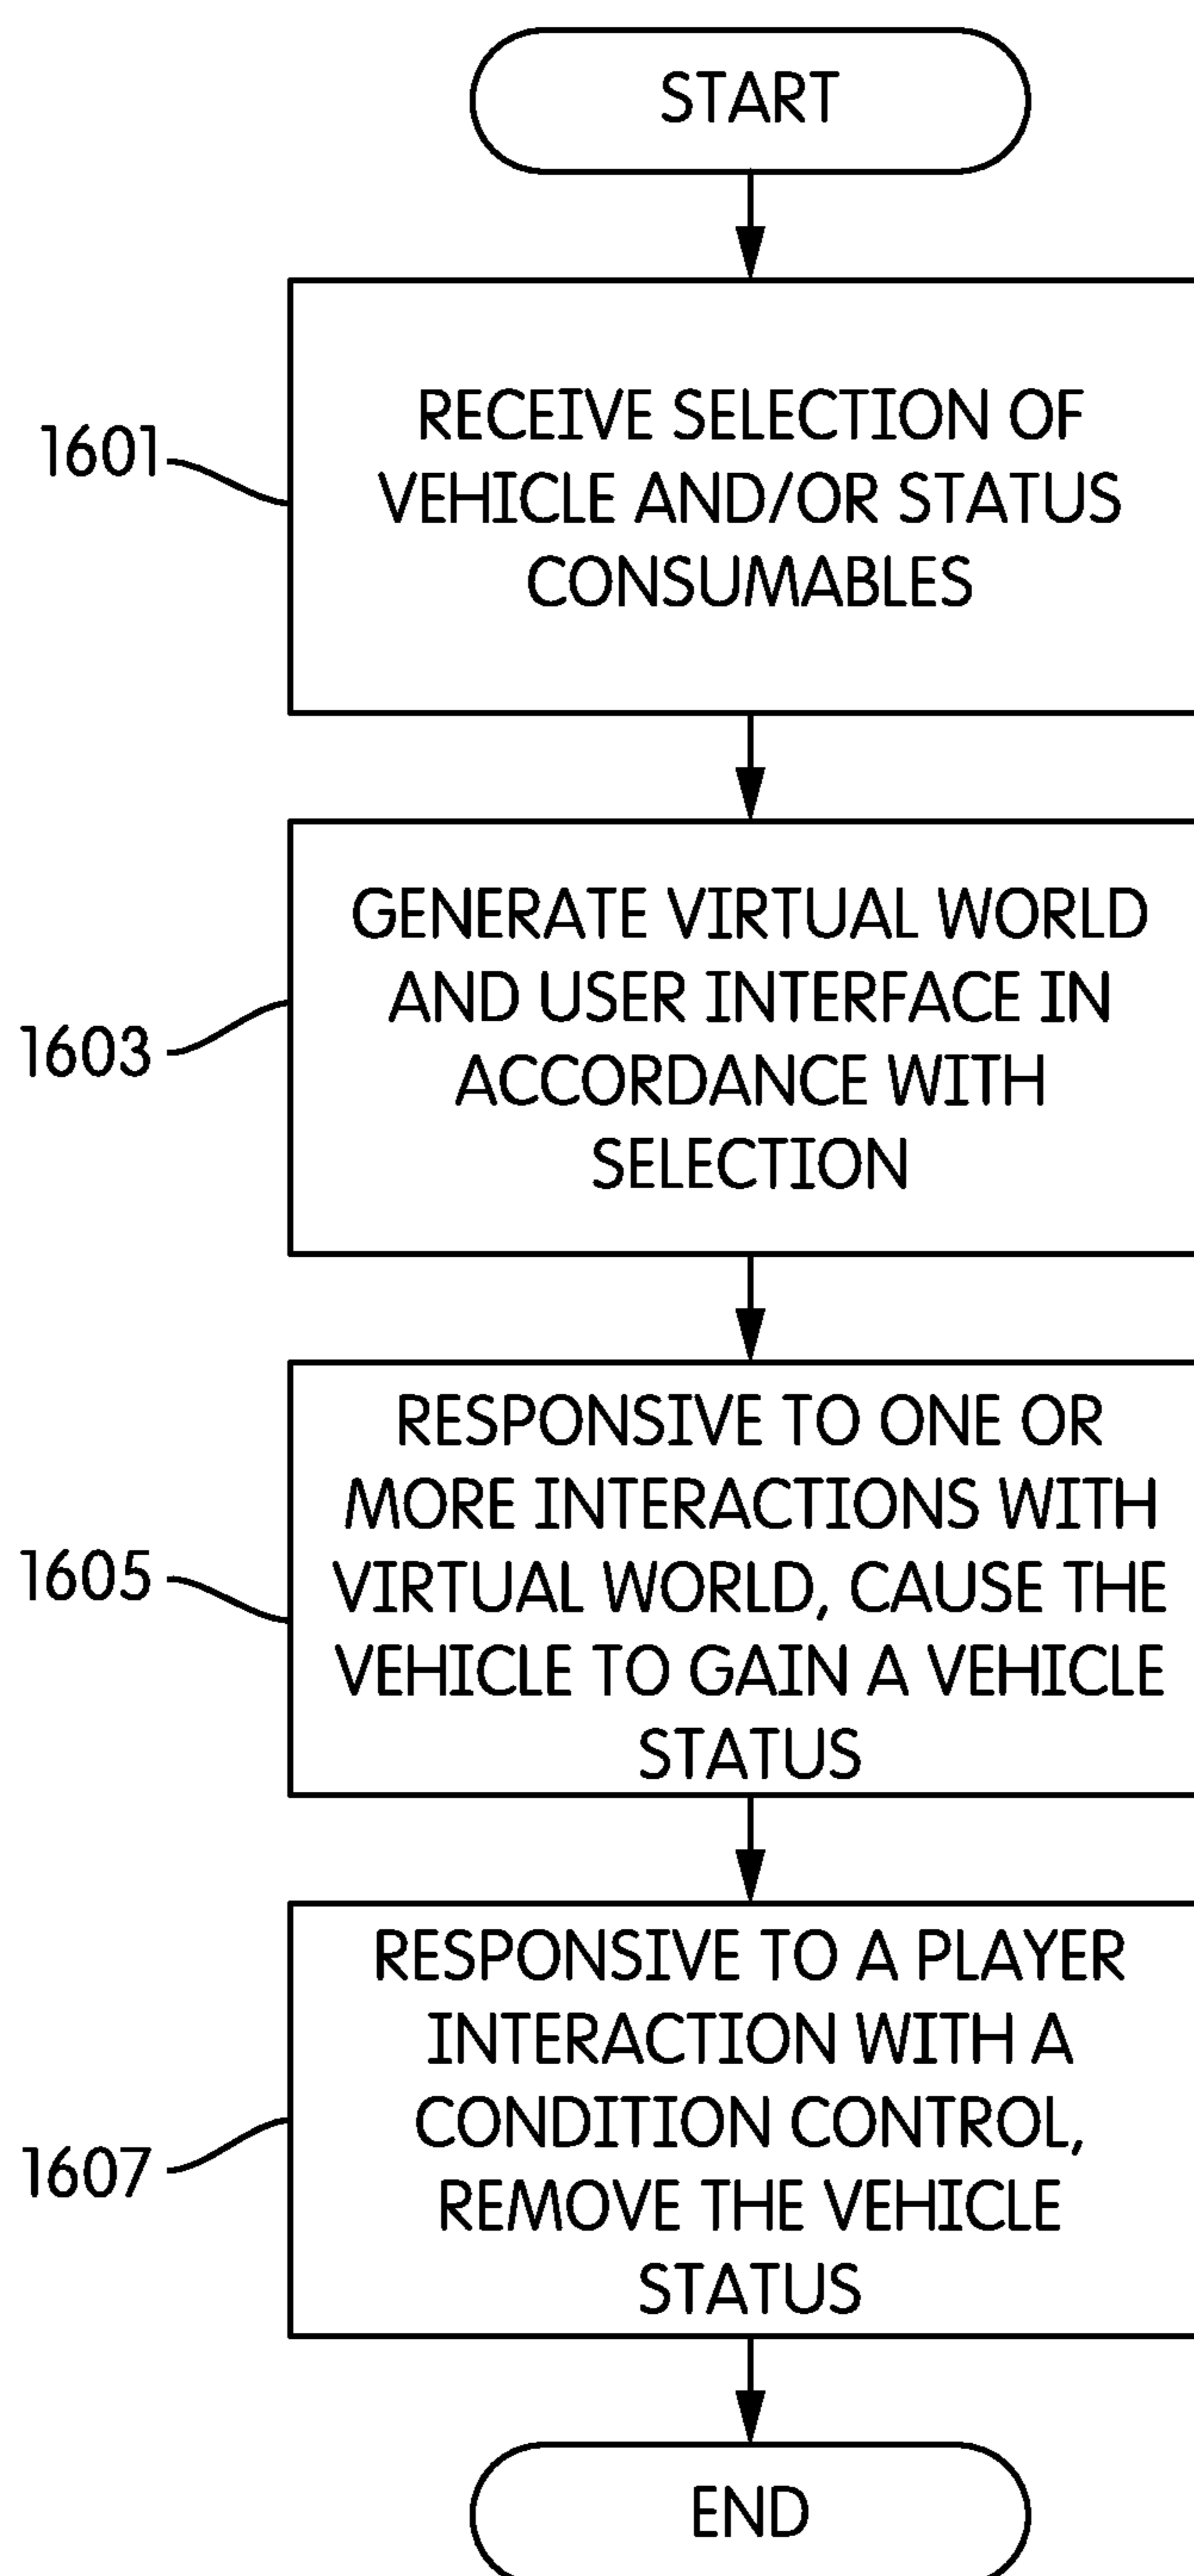 START
1601
RECEIVE SELECTION OF
VEHICLE AND/OR STATUS
CONSUMABLES
1603
GENERATE VIRTUAL WORLD
AND USER INTERFACE IN
ACCORDANCE WITH
SELECTION
1605
RESPONSIVE TO ONE OR
MORE INTERACTIONS WITH
VIRTUAL WORLD, CAUSE THE
VEHICLE TO GAIN A VEHICLE
STATUS
1607
RESPONSIVE TO A PLAYER
INTERACTION WITH A
CONDITION CONTROL,
REMOVE THE VEHICLE
STATUS
END